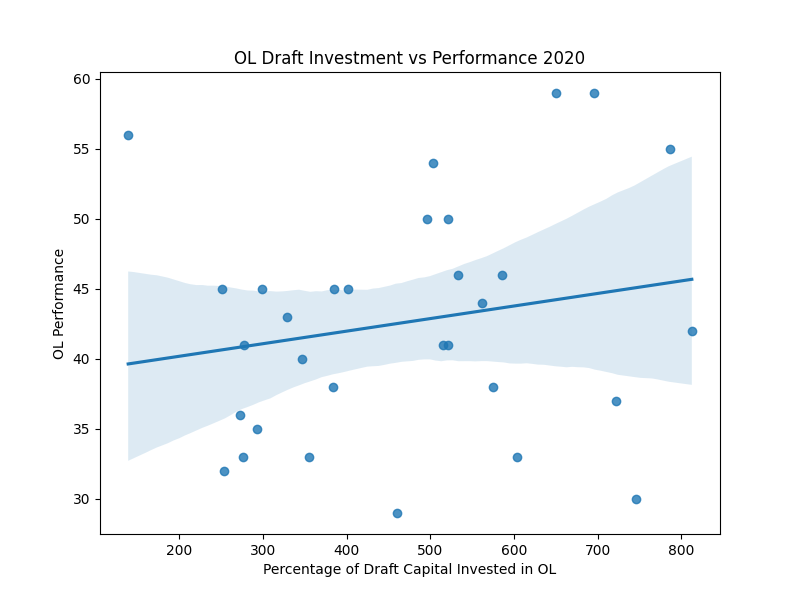 OL Draft Investment vs Performance 2020
60
55
50
45
40
35
30
OL Performance
200 300 400 500 600 700 800
Percentage of Draft Capital Invested in OL